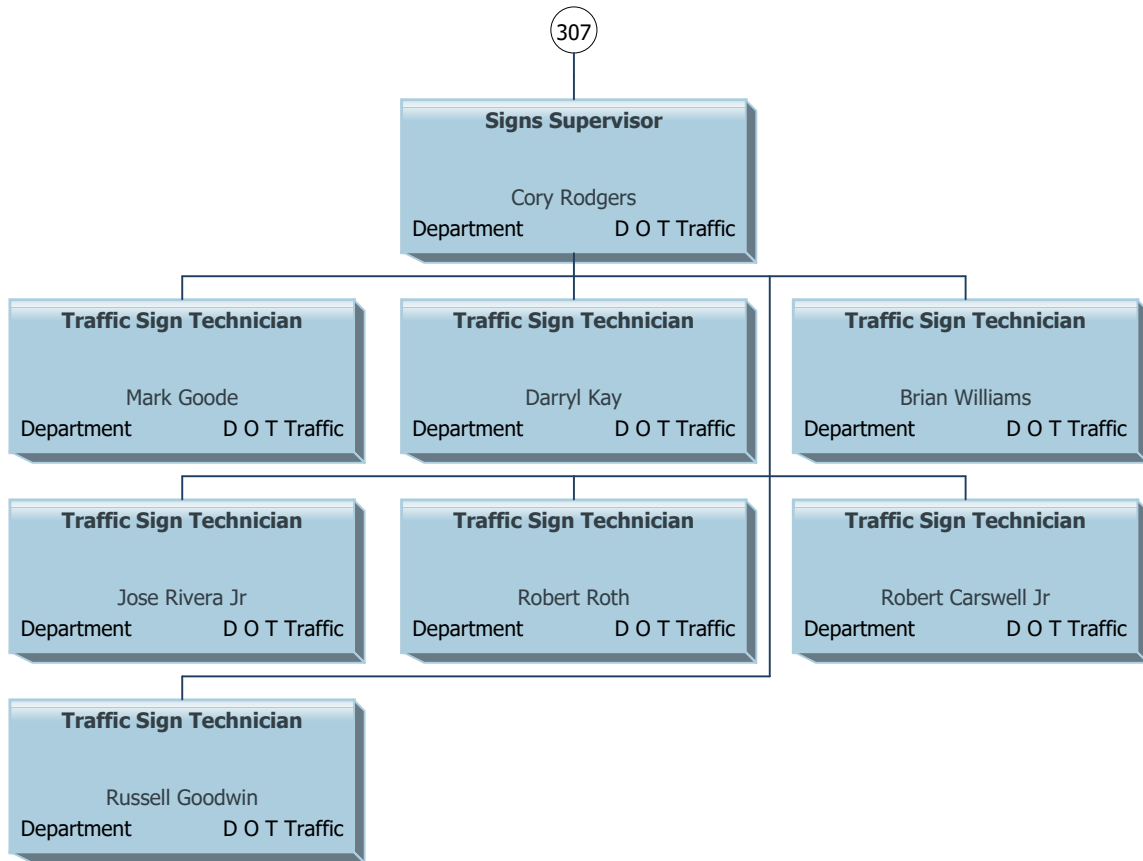 307
Signs Supervisor
Cory Rodgers
Department D O T Traffic
Traffic Sign Technician
Mark Goode
Department D O T Traffic
Traffic Sign Technician
Darryl Kay
Department D O T Traffic
Traffic Sign Technician
Brian Williams
Department D O T Traffic
Traffic Sign Technician
Jose Rivera Jr
Department D O T Traffic
Traffic Sign Technician
Robert Roth
Department D O T Traffic
Traffic Sign Technician
Robert Carswell Jr
Department D O T Traffic
Traffic Sign Technician
Russell Goodwin
Department D O T Traffic